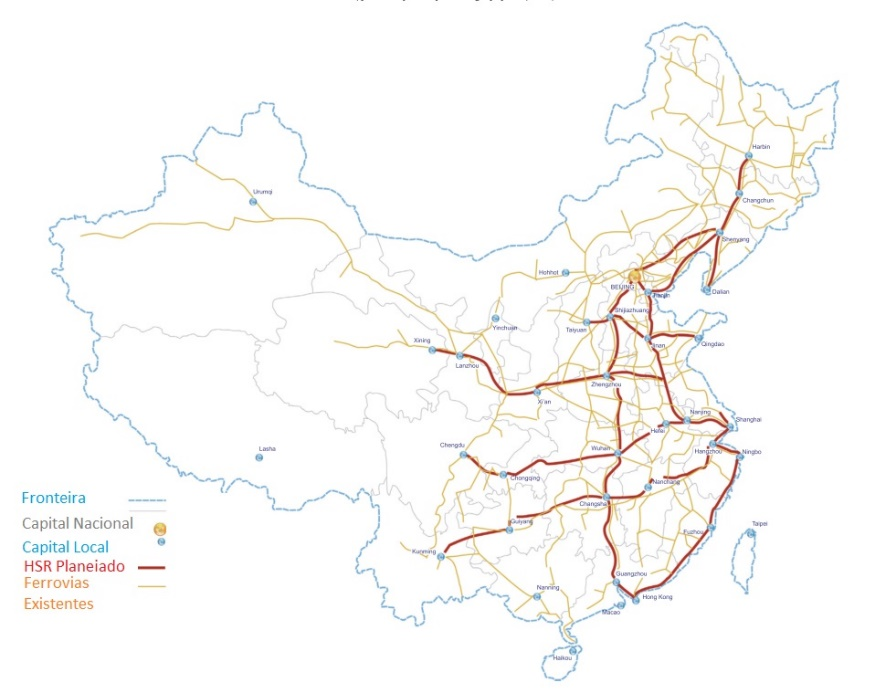 Harbin
Changchun
Urumqi
Shenyang
Hohhot
BEIJING
Tianjin
Dalian
Shijiazhuang
Yinchuan
Taiyuan
Xining
Jinan
Qingdao
Lanzhou
Zhengzhou
Xi'an
Nanjing
Shanghai
Hefei
Chengdu
Lasha
Wuhan
Hangzhou
Ningbo
Chongqing
Nanchang
Fronteira
Changsha
Capital Nacional
Guiyang
Taipei
Fuzhou
Capital Local
Kunming
HSR Planeiado
Guangzhou
Ferrovias
Nanning
Hong Kong
Existentes
Macao
Haikou